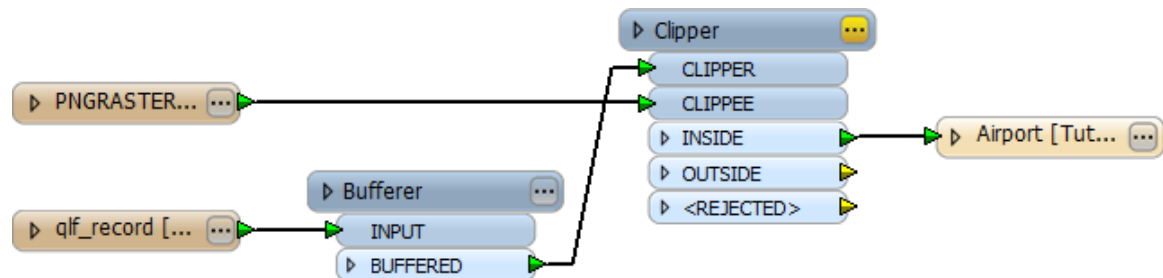 Clipper
CLIPPER
PNGRASTER...
CLIPPEE
INSIDE
Airport [Tut...
OUTSIDE
Bufferer
<REJECTED>
qlf_record [...
INPUT
BUFFERED